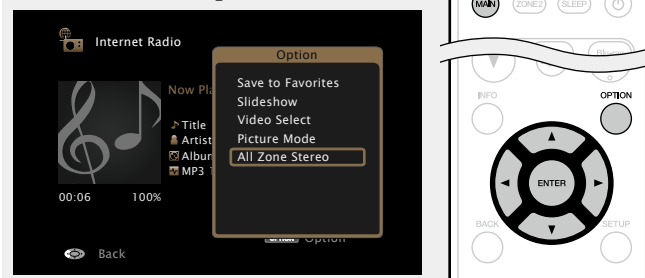 Internet Radio
Option
Save to Favorites
Slideshow
Video Select
Picture Mode
All Zone Stereo
Now Pla
Title
Artist
Album
MP3
00:06 100%
Back
Option
MAIN ZONE2 SLEEP
INFO OPTION
ENTER
BACK SETUP